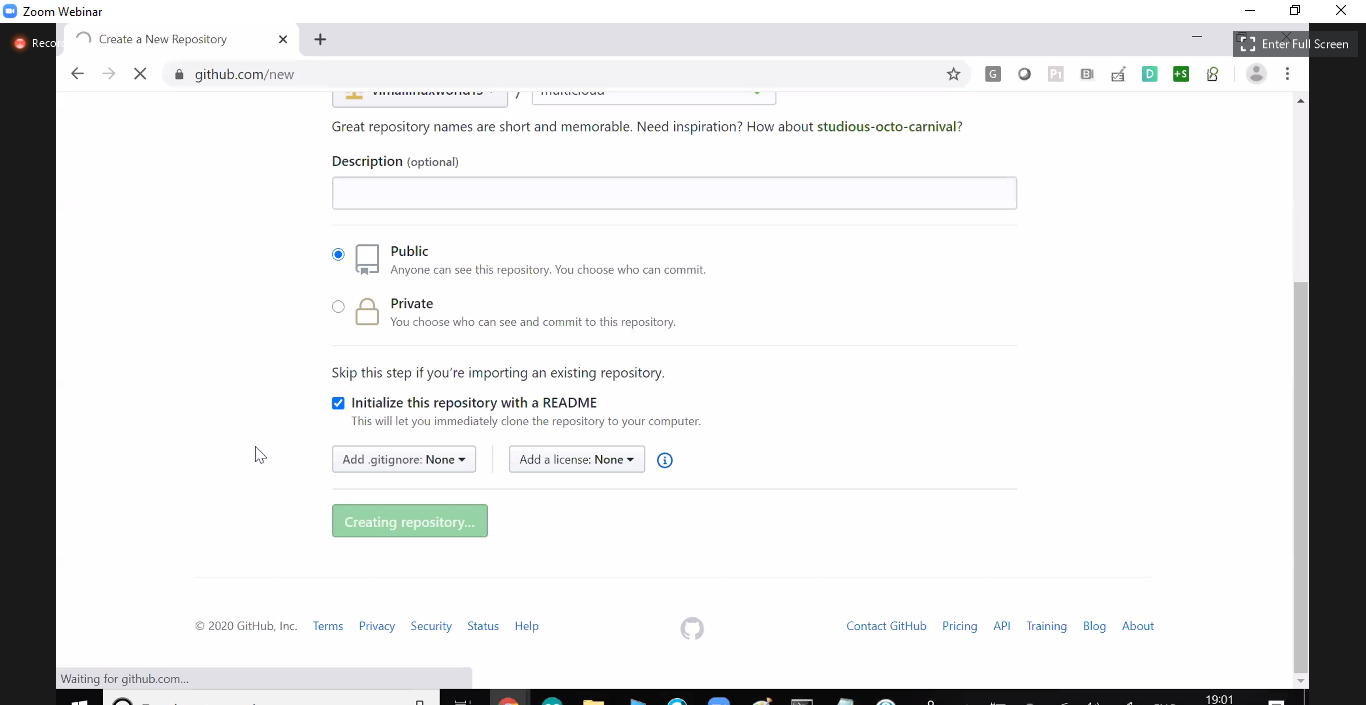 Zoom Webinar
Create a New Repository
Enter Full Screen
github.com/new
Great repository names are short and memorable. Need inspiration? How about studious-octo-carnival?
Description (optional)
Public
Anyone can see this repository. You choose who can commit.
Private
You choose who can see and commit to this repository.
Skip this step if you're importing an existing repository.
Initialize this repository with a README
This will let you immediately clone the repository to your computer.
Add .gitignore: None
Add a license: None
Creating repository...
© 2020 GitHub, Inc. Terms Privacy Security Status Help Contact GitHub Pricing API Training Blog About
Waiting for github.com...
19:01